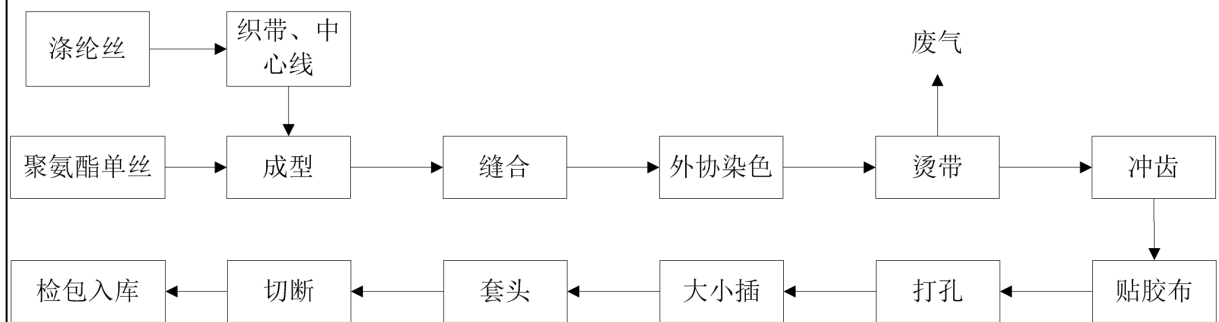 涤纶丝
织带、中
心线
废气
聚氨酯单丝
成型
缝合
外协染色
烫带
冲齿
检包入库
切断
套头
大小插
打孔
贴胶布